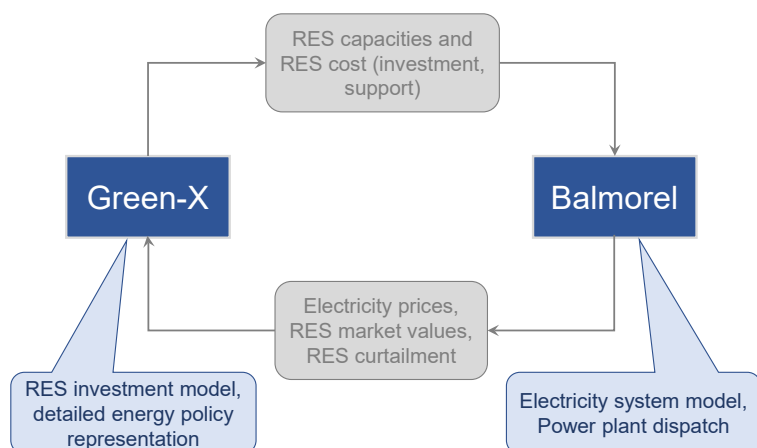 RES capacities and
RES cost (investment,
support)
Green-X
Balmorel
Electricity prices,
RES market values,
RES curtailment
RES investment model,
detailed energy policy
representation
Electricity system model,
Power plant dispatch